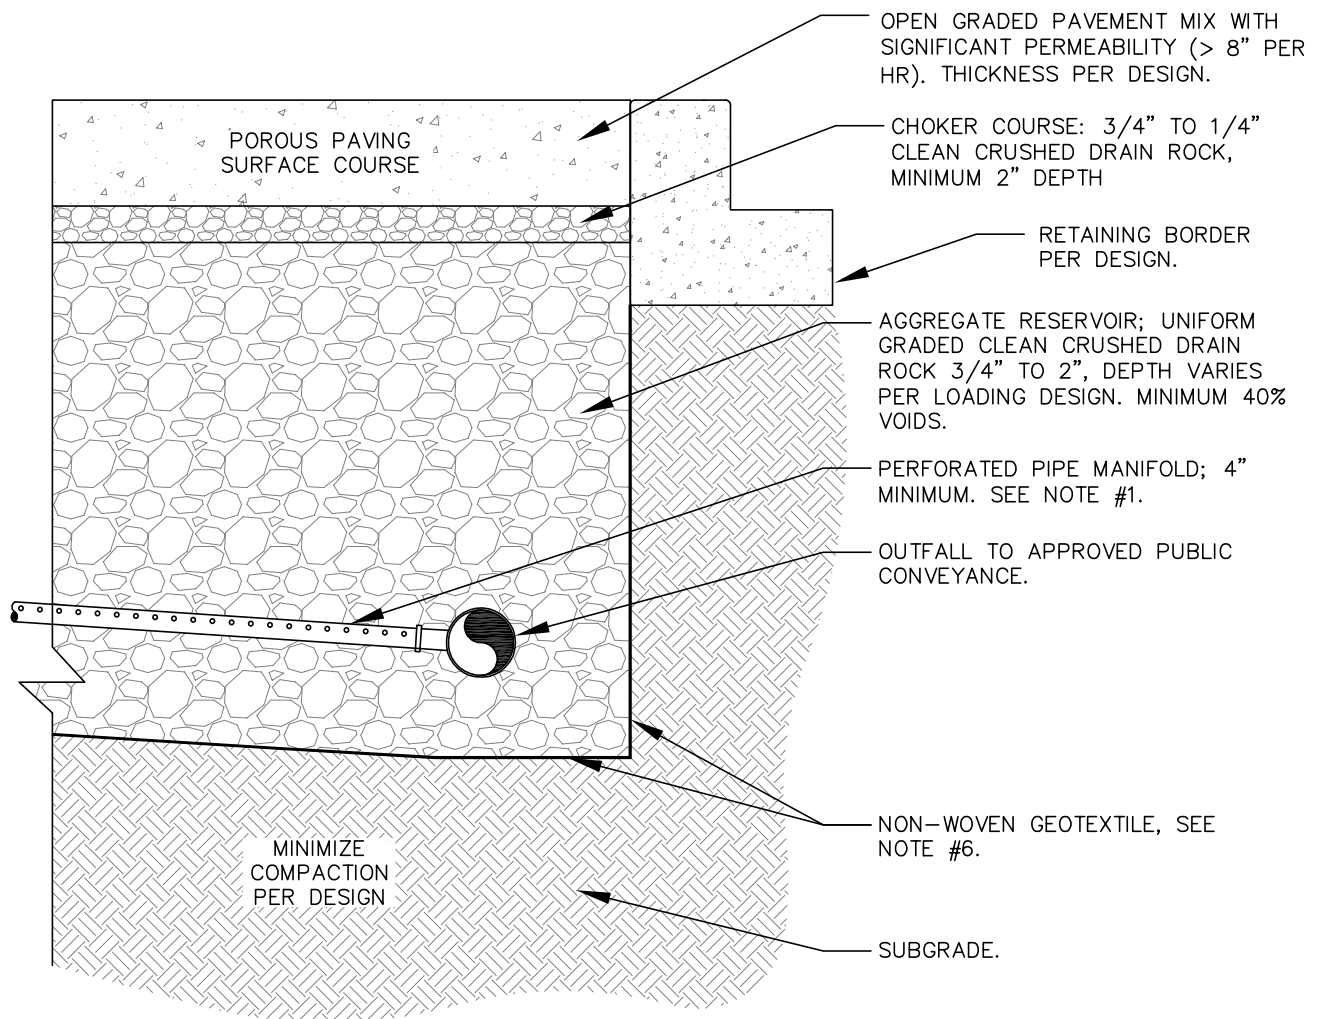 OPEN GRADED PAVEMENT MIX WITH
SIGNIFICANT PERMEABILITY (> 8” PER
HR). THICKNESS PER DESIGN.
POROUS PAVING
SURFACE COURSE
CHOKER COURSE: 3/4” TO 1/4”
CLEAN CRUSHED DRAIN ROCK,
MINIMUM 2” DEPTH
RETAINING BORDER
PER DESIGN.
AGGREGATE RESERVOIR; UNIFORM
GRADED CLEAN CRUSHED DRAIN
ROCK 3/4” TO 2”, DEPTH VARIES
PER LOADING DESIGN. MINIMUM 40%
VOIDS.
PERFORATED PIPE MANIFOLD; 4”
MINIMUM. SEE NOTE #1.
OUTFALL TO APPROVED PUBLIC
CONVEYANCE.
NON-WOVEN GEOTEXTILE, SEE
NOTE #6.
MINIMIZE
COMPACTION
PER DESIGN
SUBGRADE.